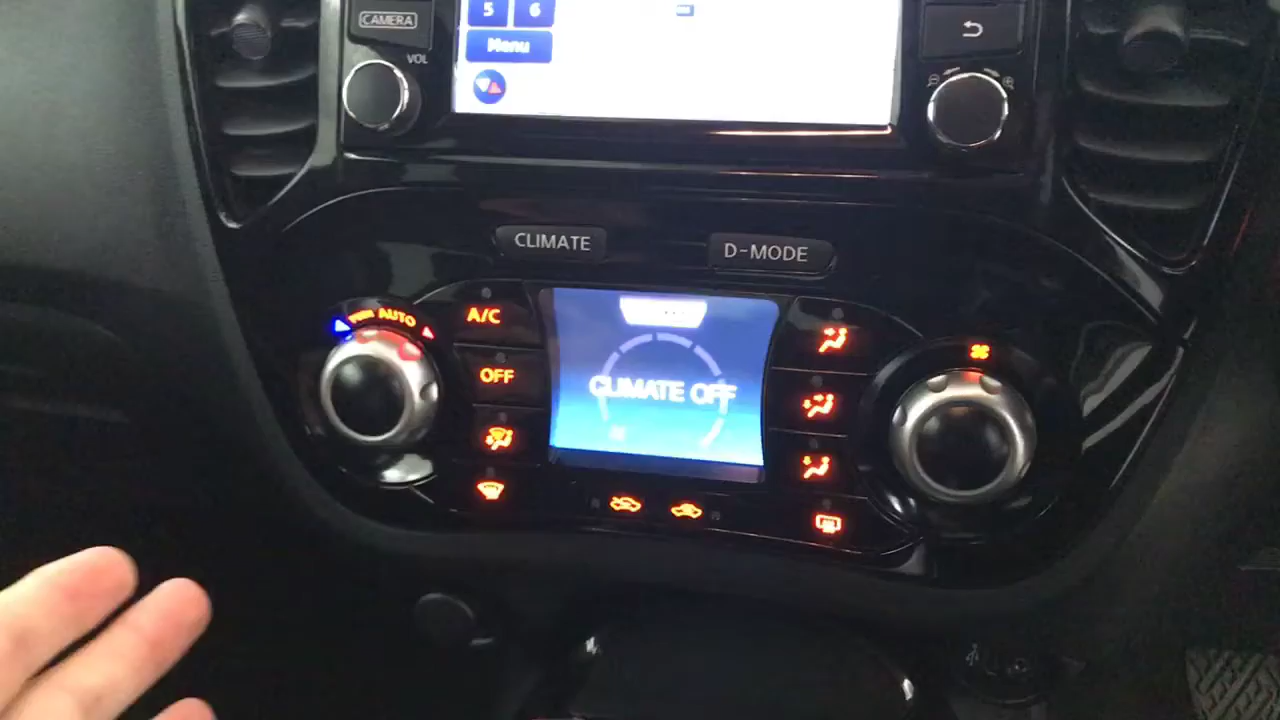 CAMERA
5 6
Menu
VOL
CLIMATE
D-MODE
AUTO
A/C
OFF
CLIMATE OFF